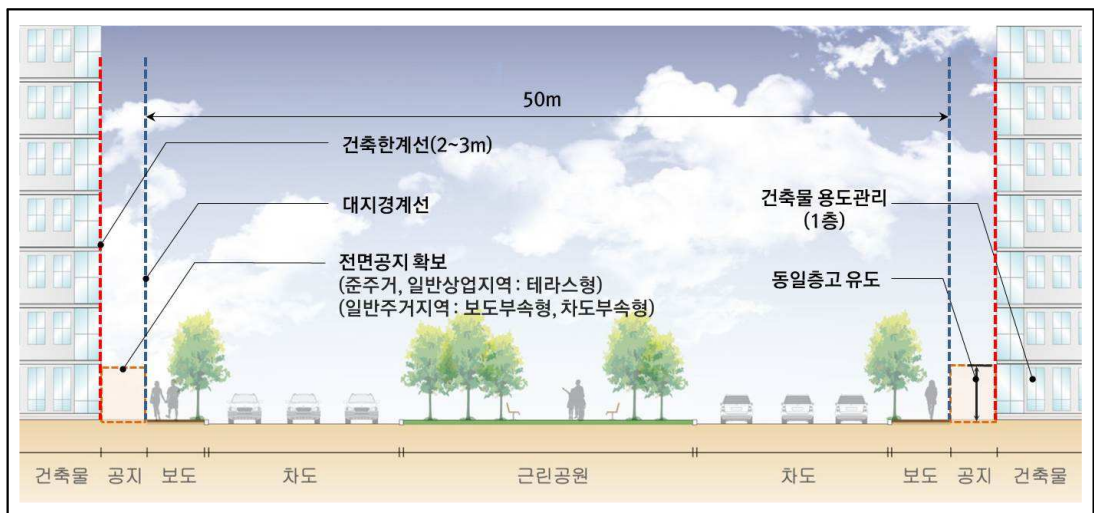 50m
건축한계선(2~3m)
대지경계선
전면공지 확보
(준주거, 일반상업지역 : 테라스형)
(일반주거지역 : 보도부속형, 차도부속형)
건축물 용도관리
(1층)
동일층고 유도
건축물 공지 보도 차도 근린공원 차도 보도 공지 건축물